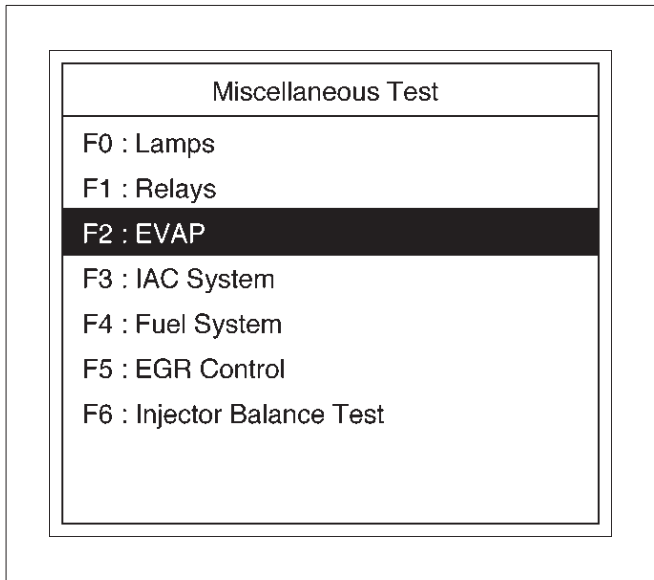 Miscellaneous Test
F0 : Lamps
F1 : Relays
F2 : EVAP
F3 : IAC System
F4 : Fuel System
F5 : EGR Control
F6 : Injector Balance Test